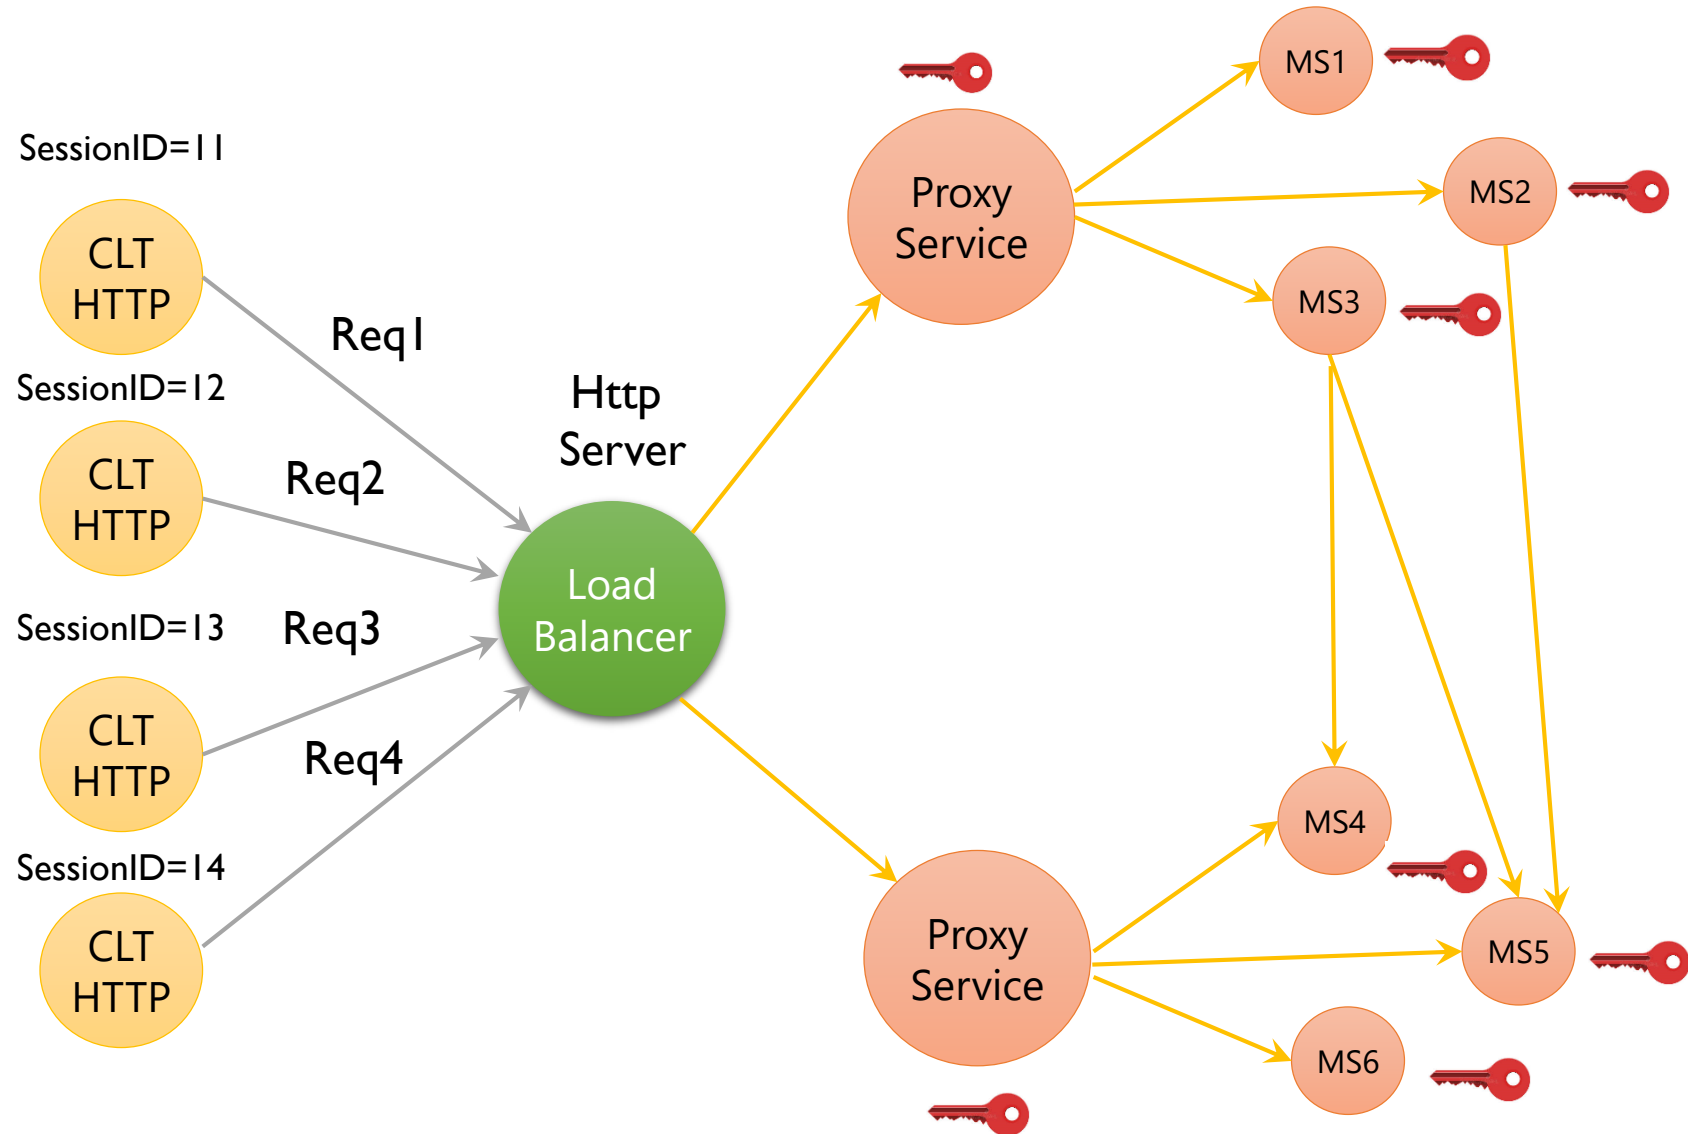 SessionID=11
CLT
HTTP
Req1
SessionID=12
CLT
HTTP
Req2
SessionID=13
CLT
HTTP
Req3
SessionID=14
CLT
HTTP
Req4
Http
Server
Load
Balancer
Proxy
Service
MS1
MS2
MS3
Proxy
Service
MS4
MS5
MS6